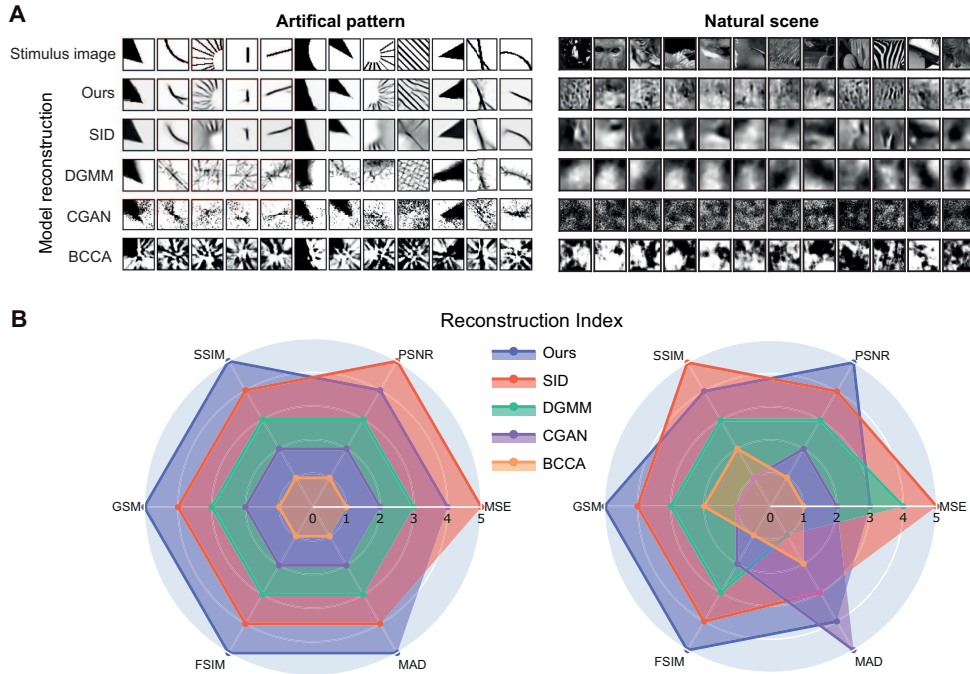 A
Artifical pattern
Natural scene
Stimulus image
Model reconstruction
Ours
SID
DGMM
CGAN
BCCA
B
Reconstruction Index
SSIM
PSNR
GSM
0
1
2
3
4
5
MSE
FSIM
MAD
Ours
SID
DGMM
CGAN
BCCA
SSIM
PSNR
GSM
0
1
2
3
4
5
MSE
FSIM
MAD